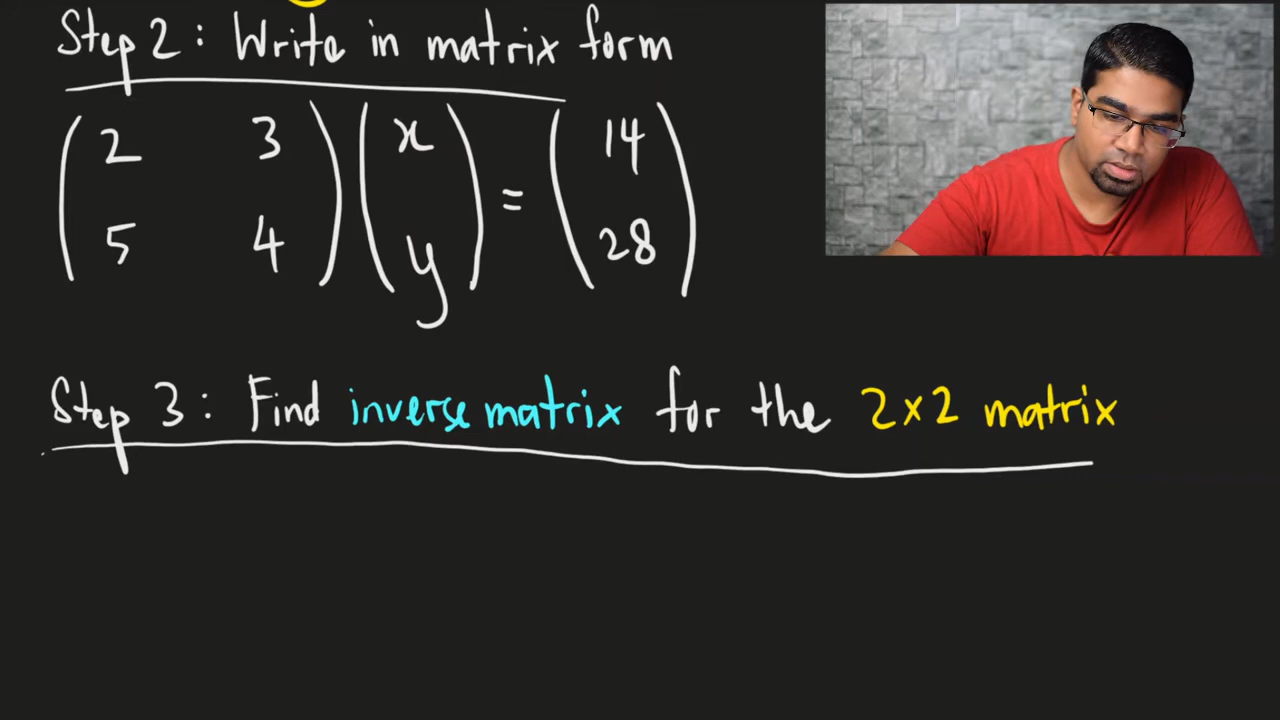 Step 2: Write in matrix form
2 3 x = 14
5 4 y 28
Step 3: Find inverse matrix for the 2x2 matrix